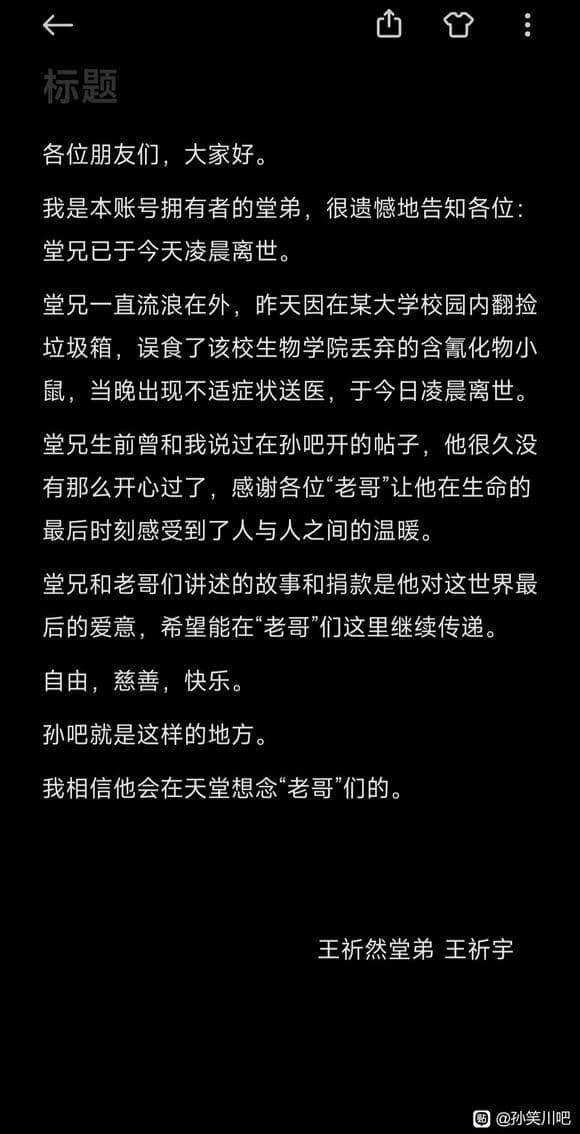 标题
各位朋友们，大家好。
我是本账号拥有者的堂弟，很遗憾地告知各位：
堂兄已于今天凌晨离世。
堂兄一直流浪在外，昨天因在某大学校园内翻捡
垃圾箱，误食了该校生物学院丢弃的含氰化物小
鼠，当晚出现不适症状送医，于今日凌晨离世。
堂兄生前曾和我说过在孙吧开的帖子，他很久没
有那么开心过了，感谢各位“老哥”让他在生命的
最后时刻感受到了人与人之间的温暖。
堂兄和老哥们讲述的故事和捐款是他对这世界最
后的爱意，希望能在“老哥”们这里继续传递。
自由，慈善，快乐。
孙吧就是这样的地方。
我相信他会在天堂想念“老哥”们的。
王祈然堂弟 王祈宇
贴 @孙笑川吧